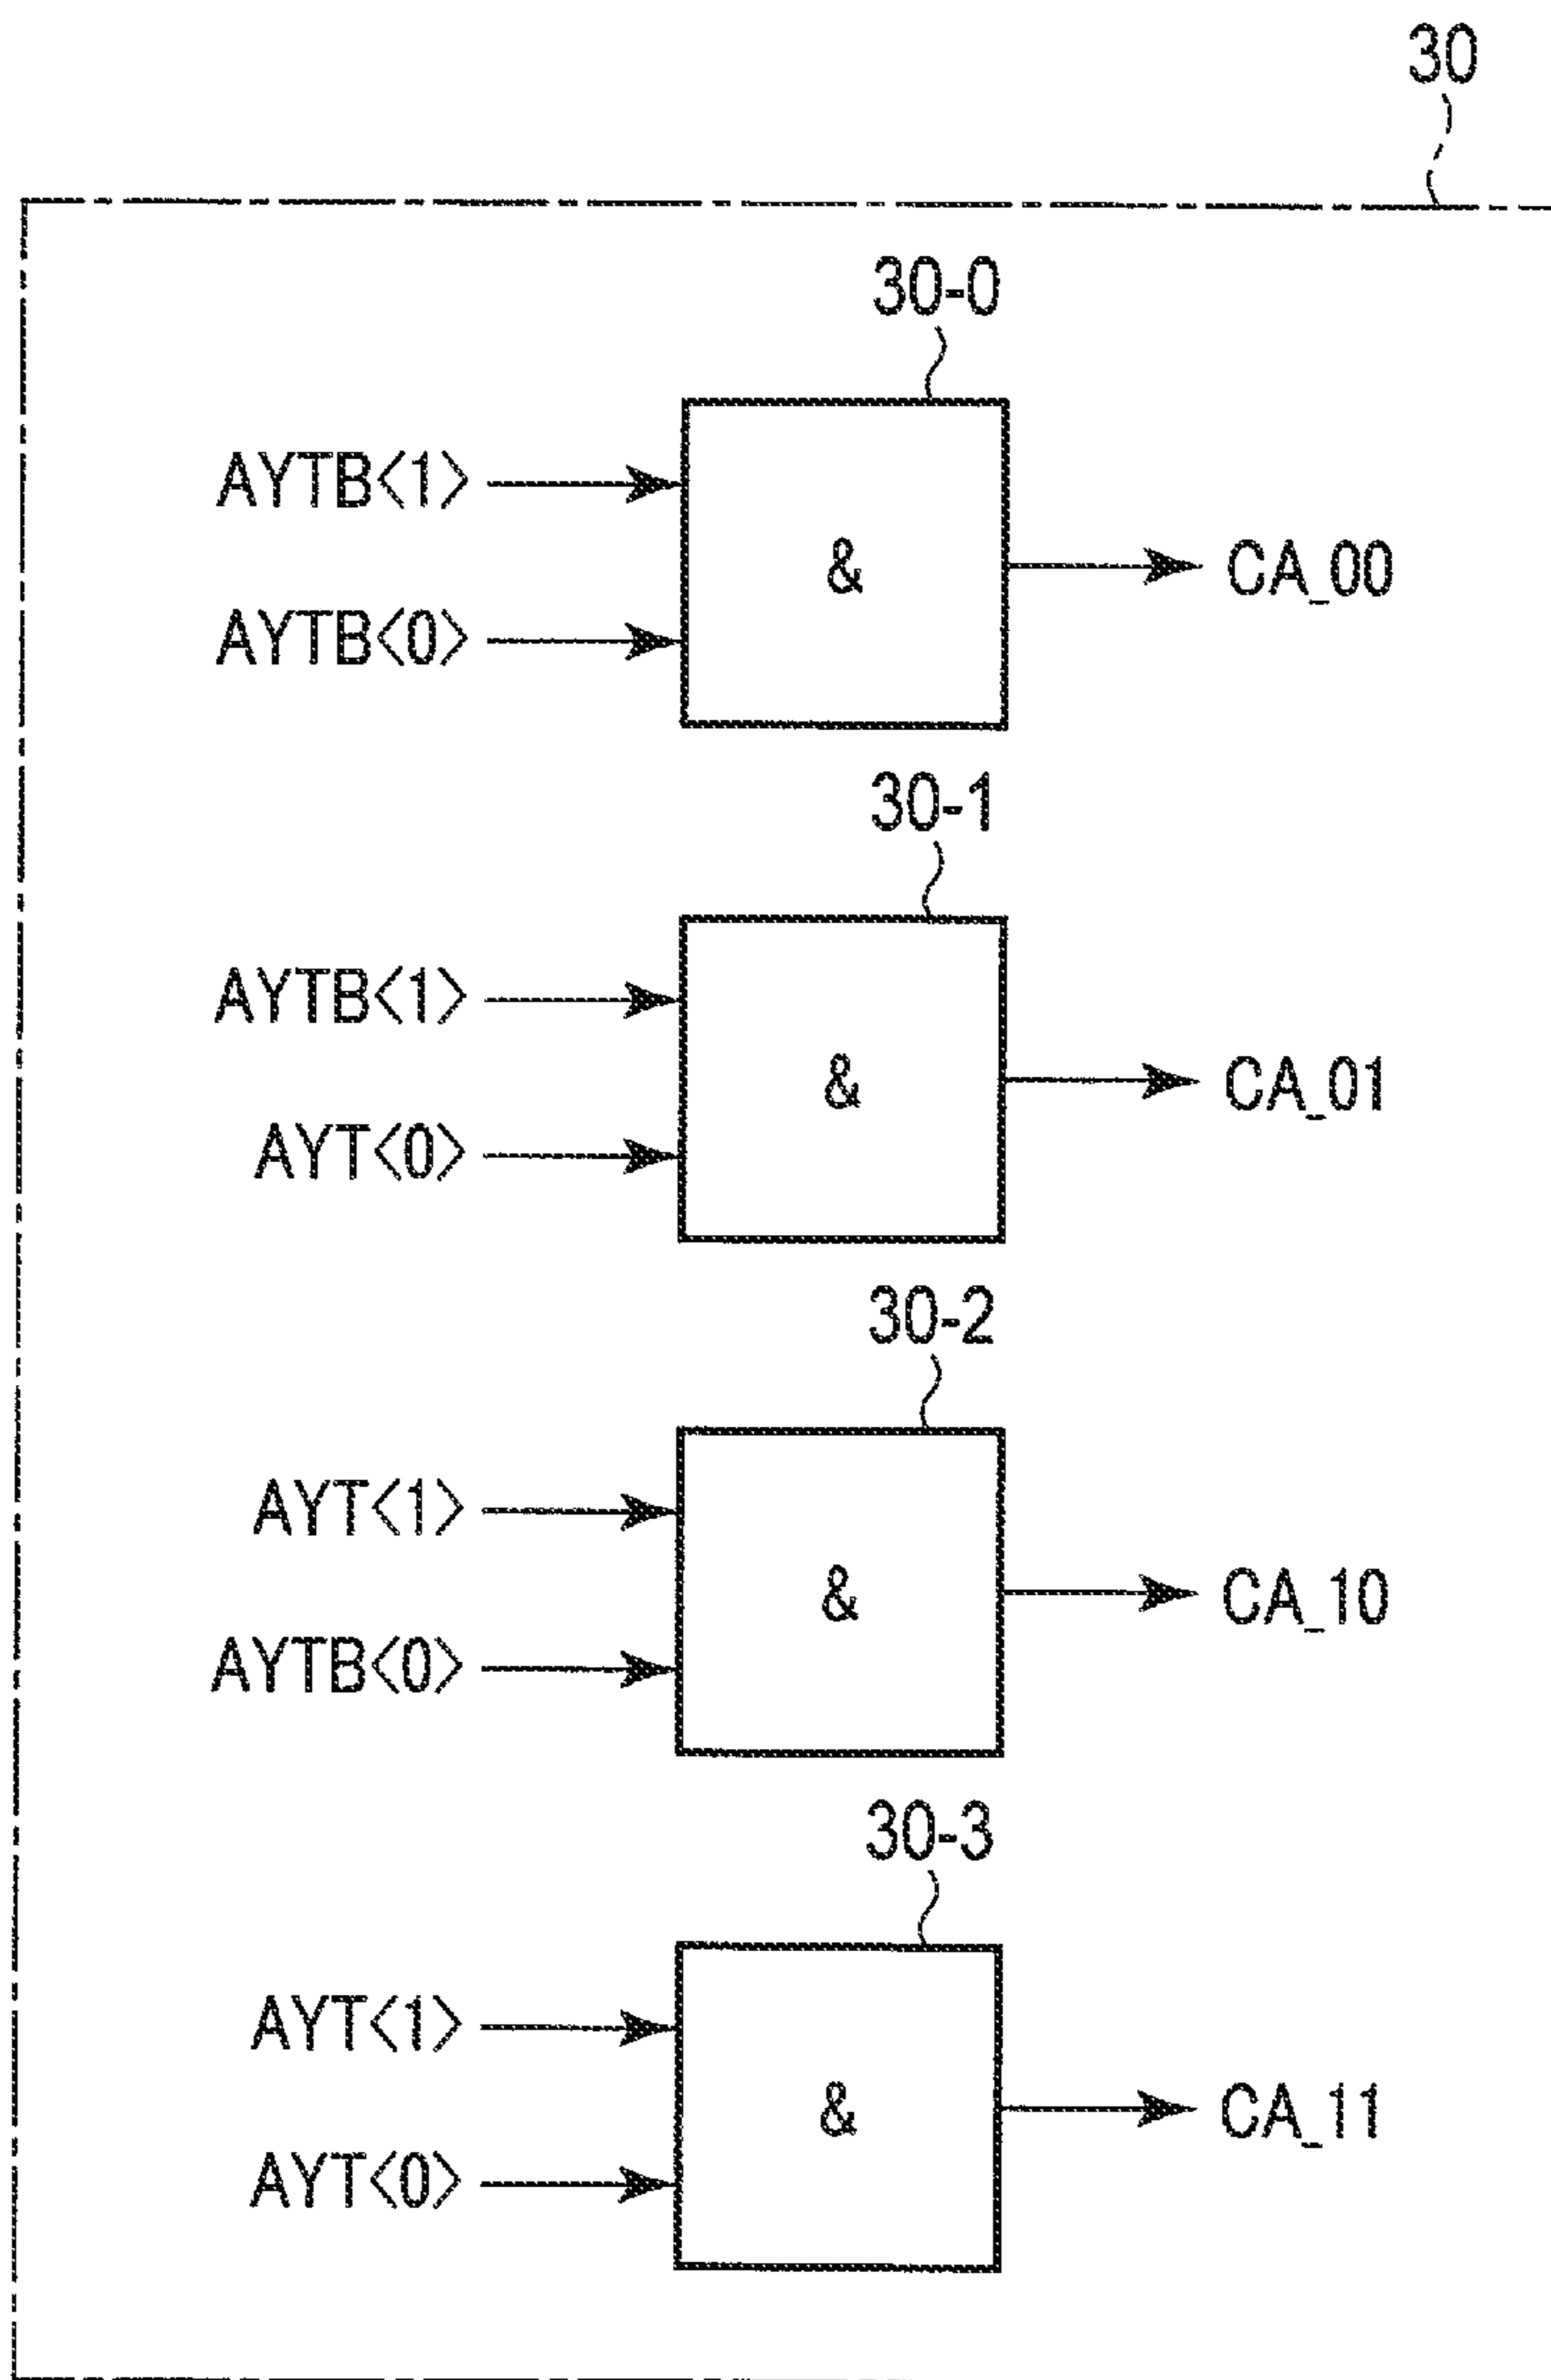 30
30-0
AYTB<1>
&
CA_00
AYTB<0>
30-1
AYTB<1>
&
CA_01
AYT<0>
30-2
AYT<1>
&
CA_10
AYTB<0>
30-3
AYT<1>
&
CA_11
AYT<0>